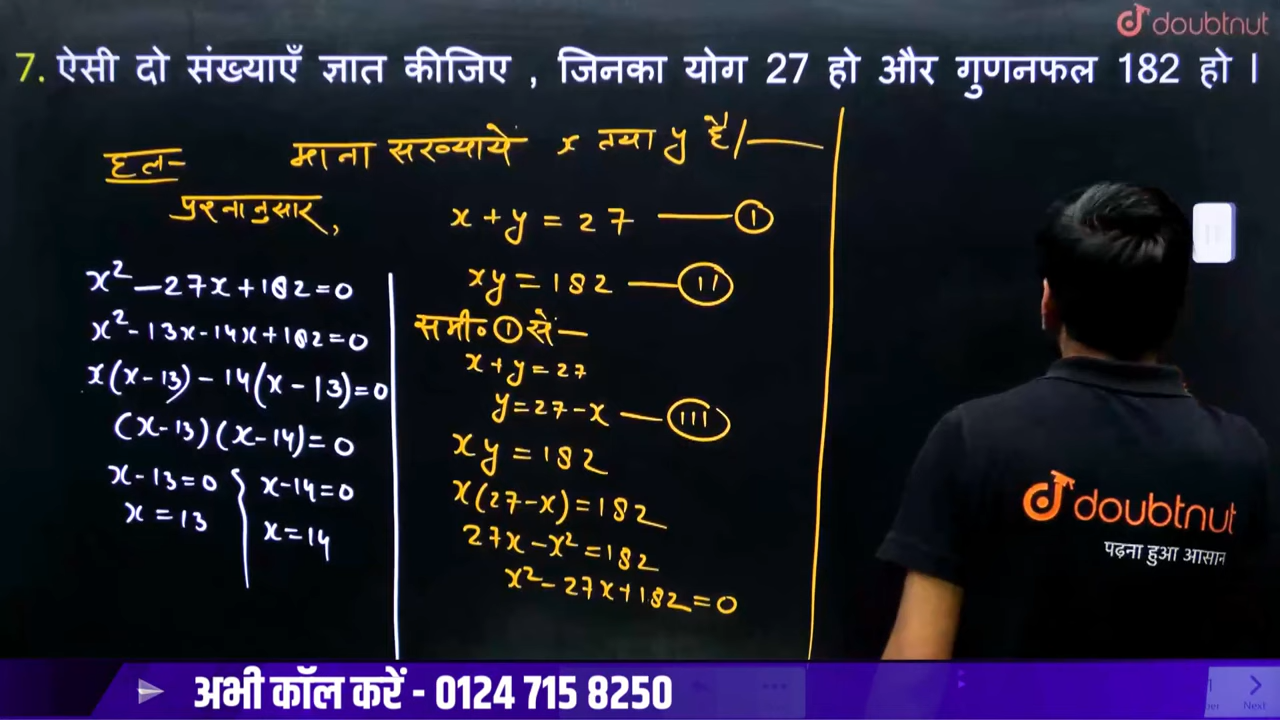 doubtnut
7. ऐसी दो संख्याएँ ज्ञात कीजिए , जिनका योग 27 हो और गुणनफल 182 हो ।
हल- माना सख्याये x तथा y है।
प्रश्नानुसार,
x + y = 27 — (I)
xy = 182 — (II)
समी० (I) से —
x + y = 27
y = 27 - x — (III)
xy = 182
x(27-x) = 182
27x - x² = 182
x² - 27x + 182 = 0
x² - 27x + 182 = 0
x² - 13x - 14x + 182 = 0
x(x-13) - 14(x-13) = 0
(x-13)(x-14) = 0
x-13=0 x-14=0
x = 13 x = 14
doubtnut
पढ़ना हुआ आसान
अभी कॉल करें - 0124 715 8250
Next